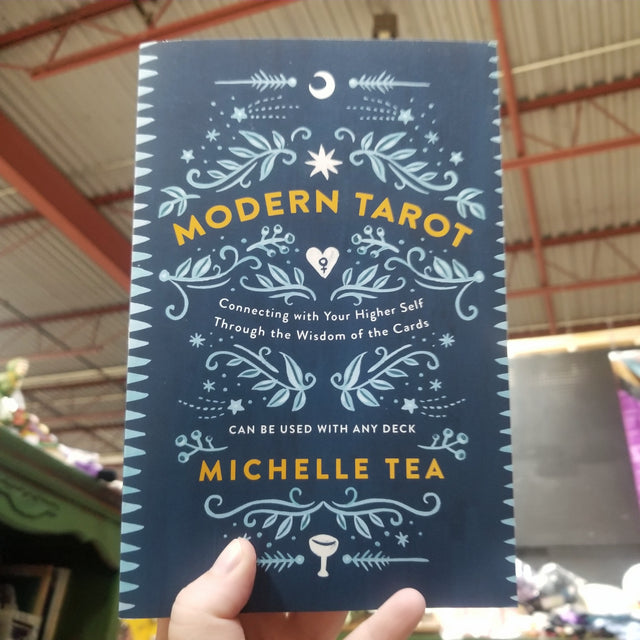 MODERN TAROT
Connecting with Your Higher Self
Through the Wisdom of the Cards
CAN BE USED WITH ANY DECK
MICHELLE TEA